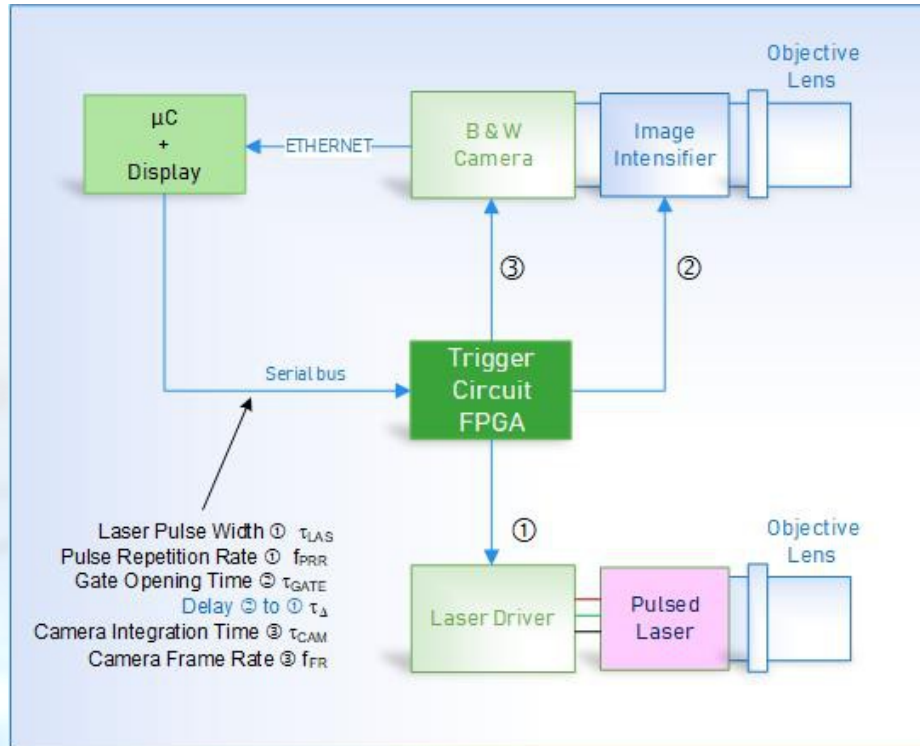 Objective
Lens
μC
+
Display
ETHERNET
B & W
Camera
Image
Intensifier
③
②
Serial bus
Trigger
Circuit
FPGA
Laser Pulse Width ① τLAS
Pulse Repetition Rate ① fPRR
Gate Opening Time ② τGATE
Delay ② to ① τΔ
Camera Integration Time ③ τCAM
Camera Frame Rate ③ fFR
①
Laser Driver
Pulsed
Laser
Objective
Lens